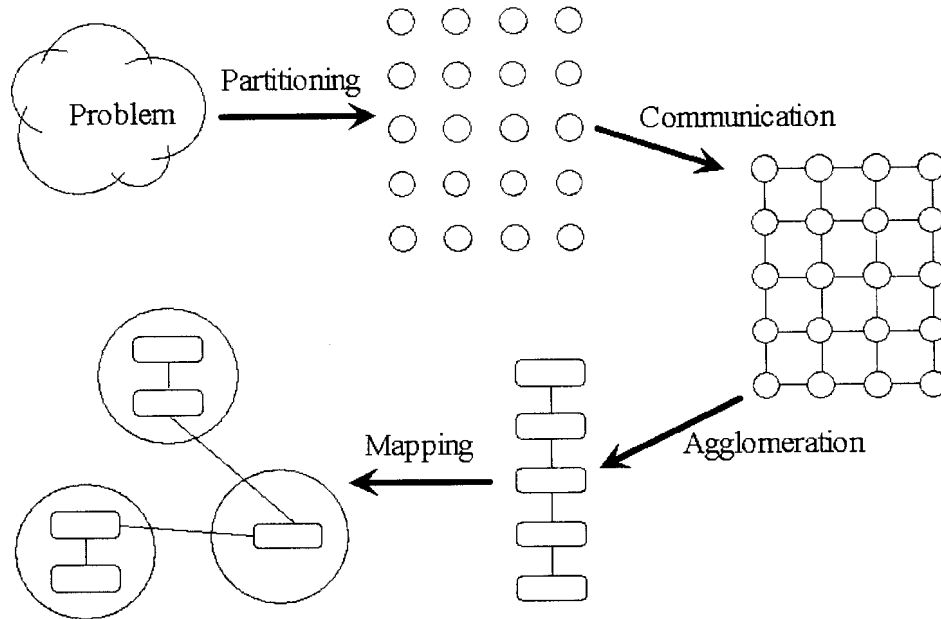 Problem
Partitioning
Communication
Agglomeration
Mapping